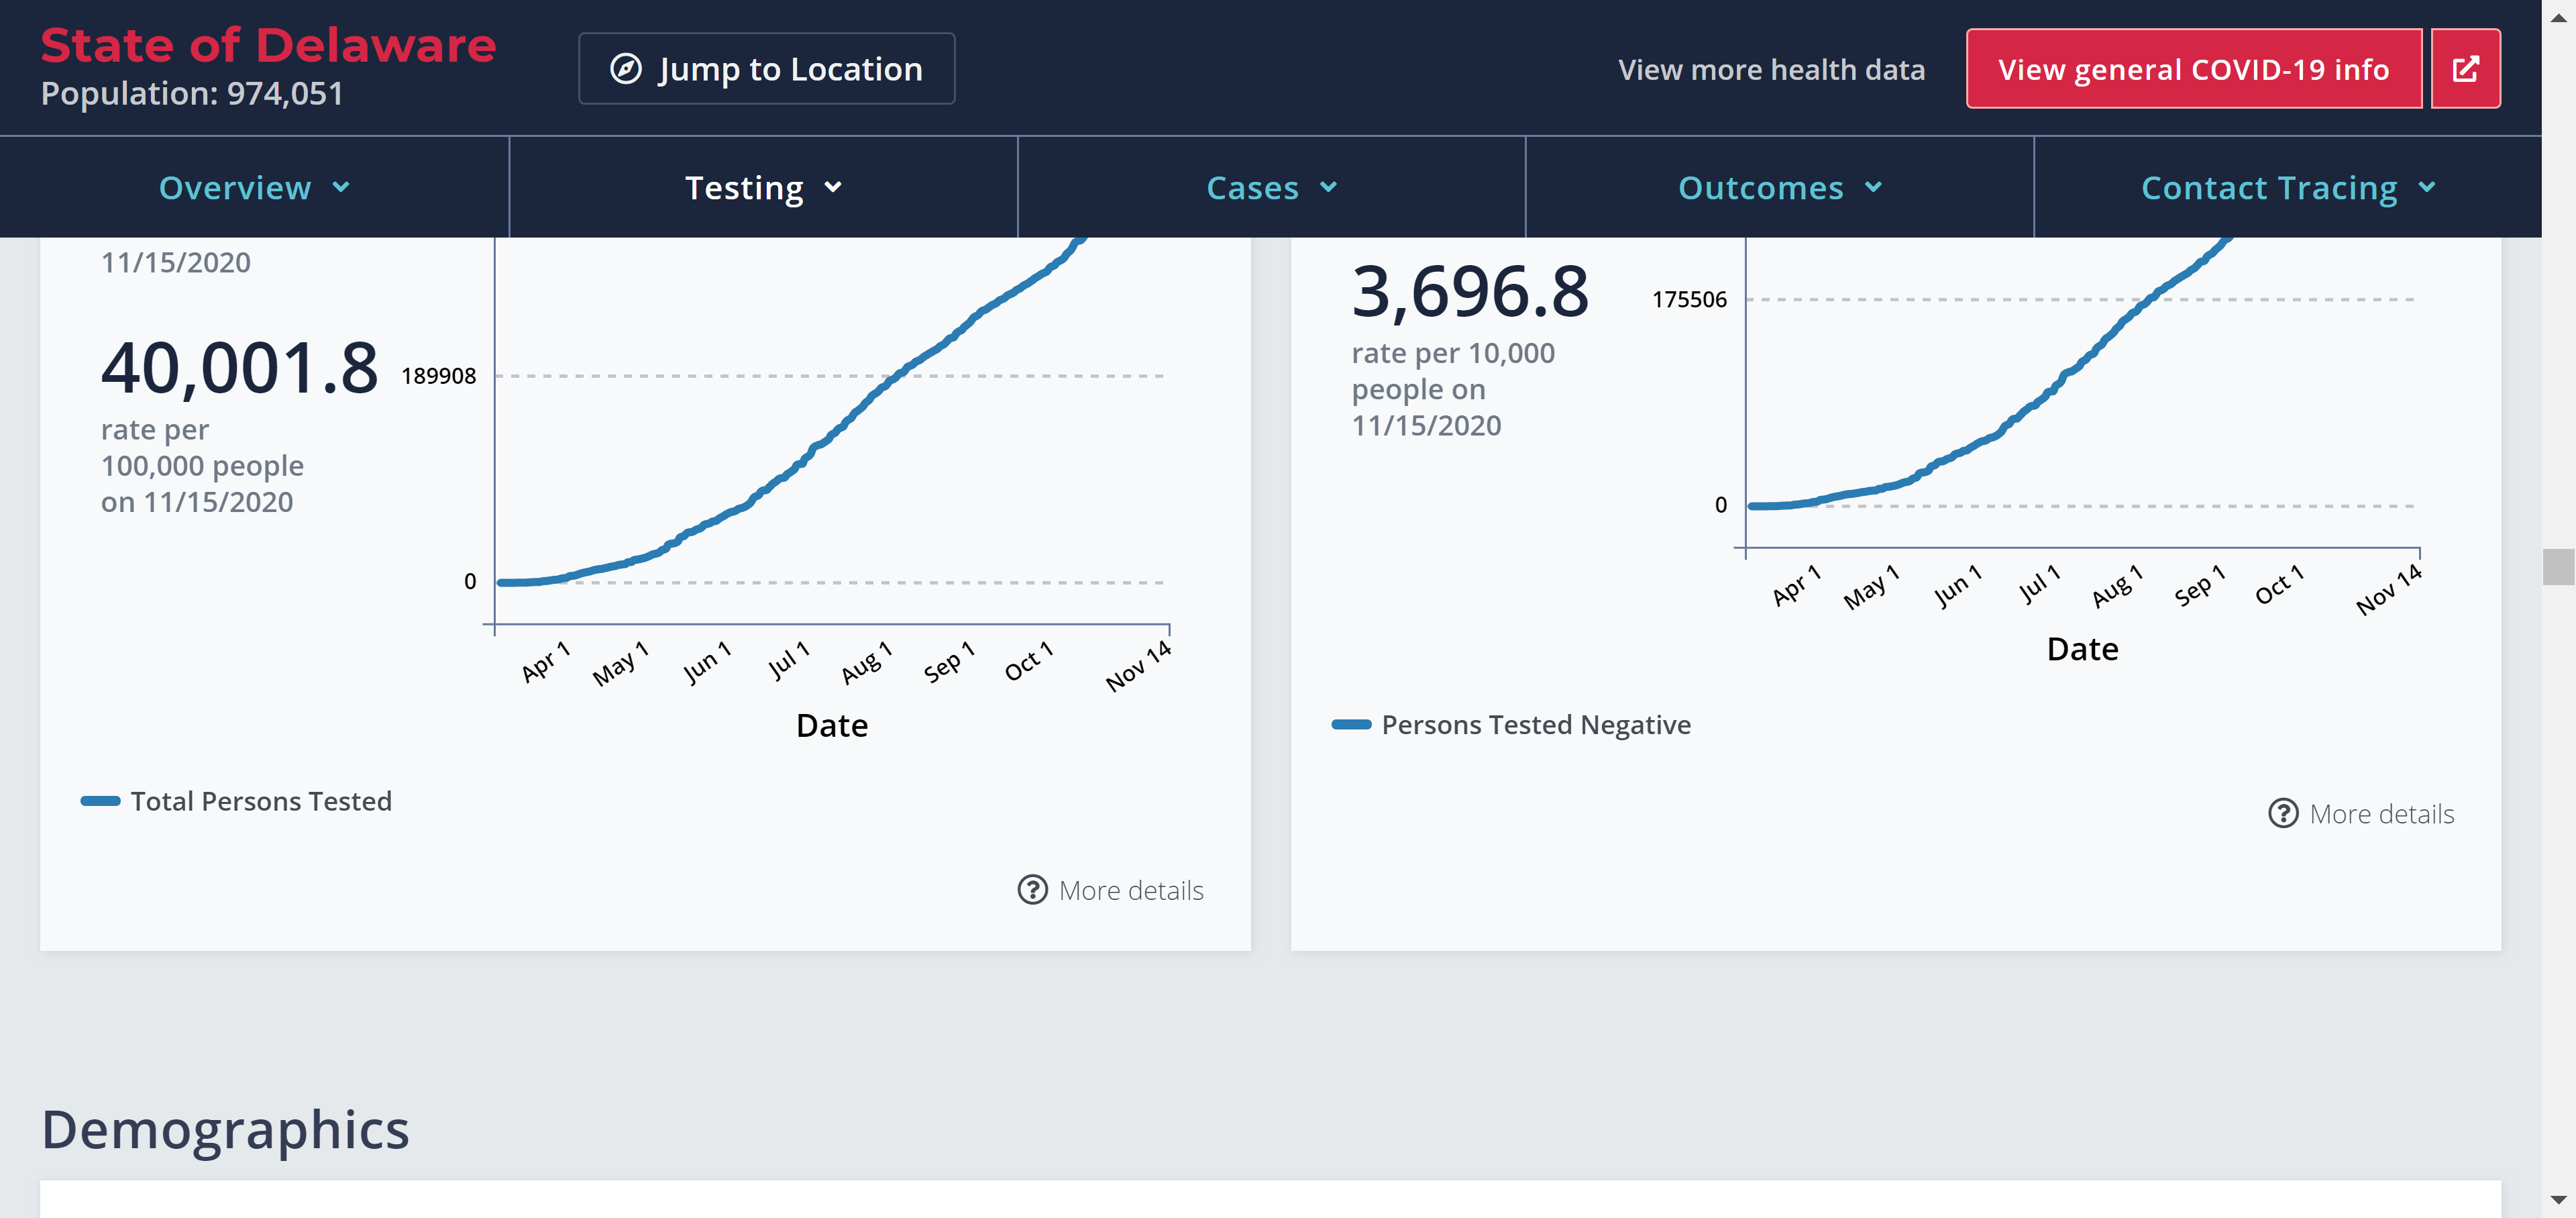 State of Delaware
Population: 974,051
Jump to Location
View more health data
View general COVID-19 info
Overview
Testing
Cases
Outcomes
Contact Tracing
11/15/2020
40,001.8
rate per
100,000 people
on 11/15/2020
189908
0
Apr 1
May 1
Jun 1
Jul 1
Aug 1
Sep 1
Oct 1
Nov 14
Date
Total Persons Tested
More details
3,696.8
rate per 10,000
people on
11/15/2020
175506
0
Apr 1
May 1
Jun 1
Jul 1
Aug 1
Sep 1
Oct 1
Nov 14
Date
Persons Tested Negative
More details
Demographics